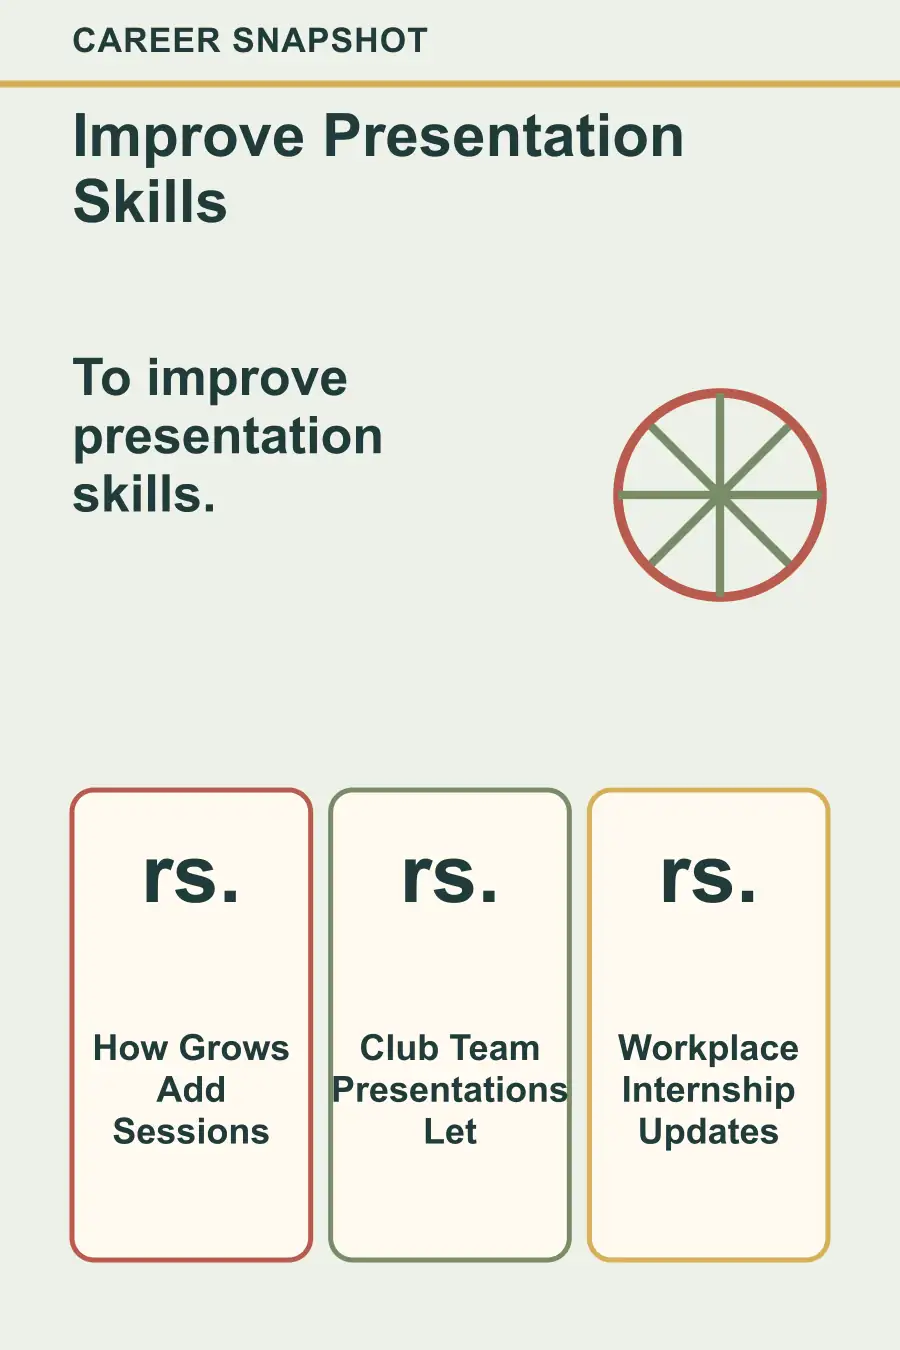 CAREER SNAPSHOT
Improve Presentation
Skills
To improve
presentation
skills.
rs.
How Grows
Add
Sessions
rs.
Club Team
Presentations
Let
rs.
Workplace
Internship
Updates